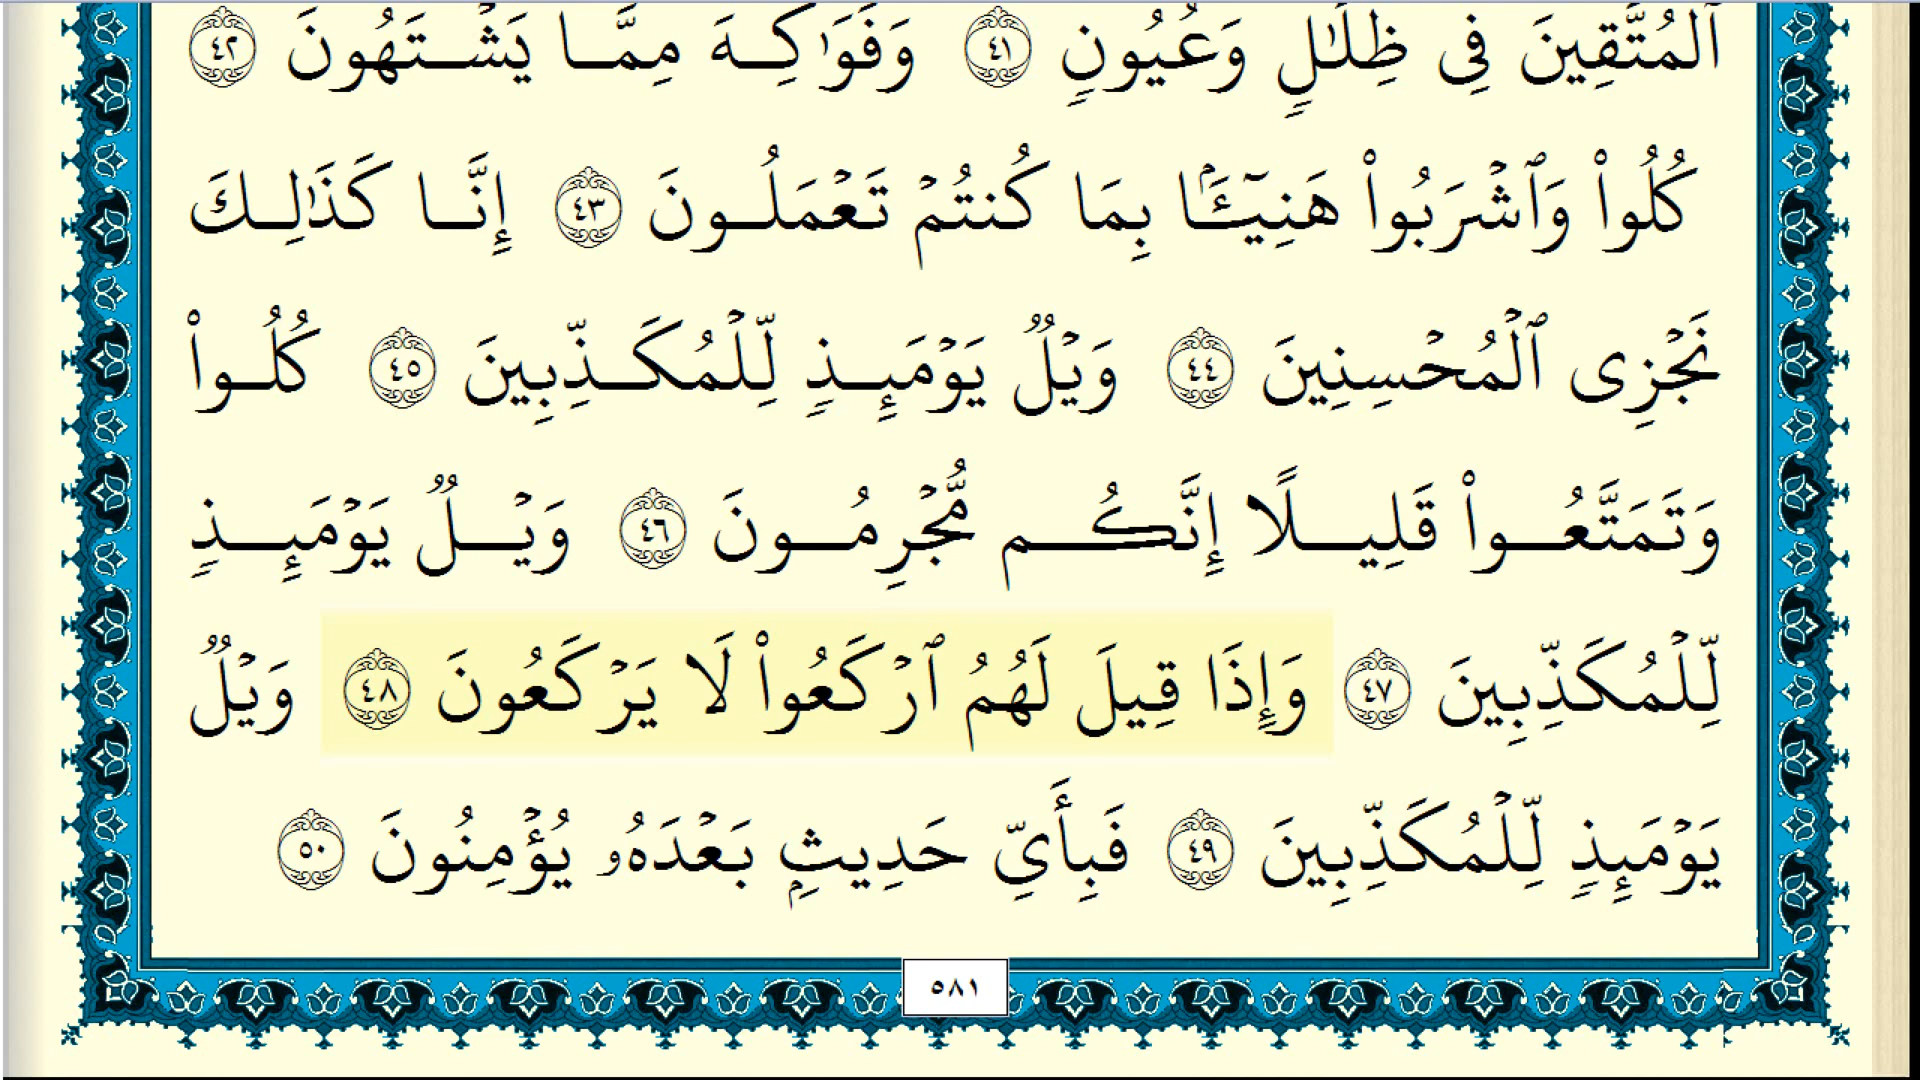 ٱلْمُتَّقِينَ فِى ظِلَـٰلٍ وَعُيُونٍ ٤١ وَفَوَٰكِهَ مِمَّا يَشْتَهُونَ ٤٢
كُلُوا۟ وَٱشْرَبُوا۟ هَنِيٓـًٔۢا بِمَا كُنتُمْ تَعْمَلُونَ ٤٣ إِنَّا كَذَٰلِكَ
نَجْزِى ٱلْمُحْسِنِينَ ٤٤ وَيْلٌ يَوْمَئِذٍ لِّلْمُكَذِّبِينَ ٤٥ كُلُوا۟
وَتَمَتَّعُوا۟ قَلِيلًا إِنَّكُم مُّجْرِمُونَ ٤٦ وَيْلٌ يَوْمَئِذٍ
لِّلْمُكَذِّبِينَ ٤٧ وَإِذَا قِيلَ لَهُمُ ٱرْكَعُوا۟ لَا يَرْكَعُونَ ٤٨ وَيْلٌ
يَوْمَئِذٍ لِّلْمُكَذِّبِينَ ٤٩ فَبِأَىِّ حَدِيثٍۭ بَعْدَهُۥ يُؤْمِنُونَ ٥٠
٥٨١